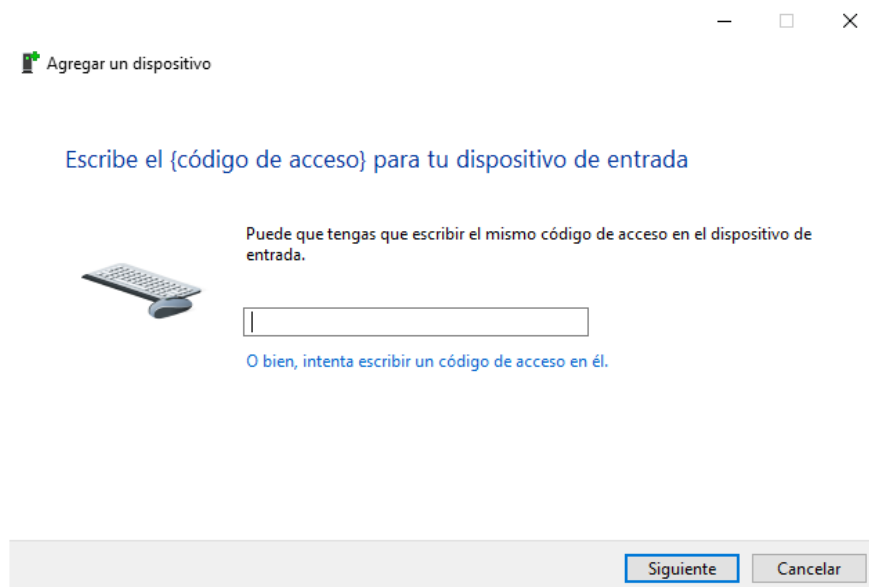 Agregar un dispositivo
Escribe el {código de acceso} para tu dispositivo de entrada
Puede que tengas que escribir el mismo código de acceso en el dispositivo de
entrada.
O bien, intenta escribir un código de acceso en él.
Siguiente
Cancelar